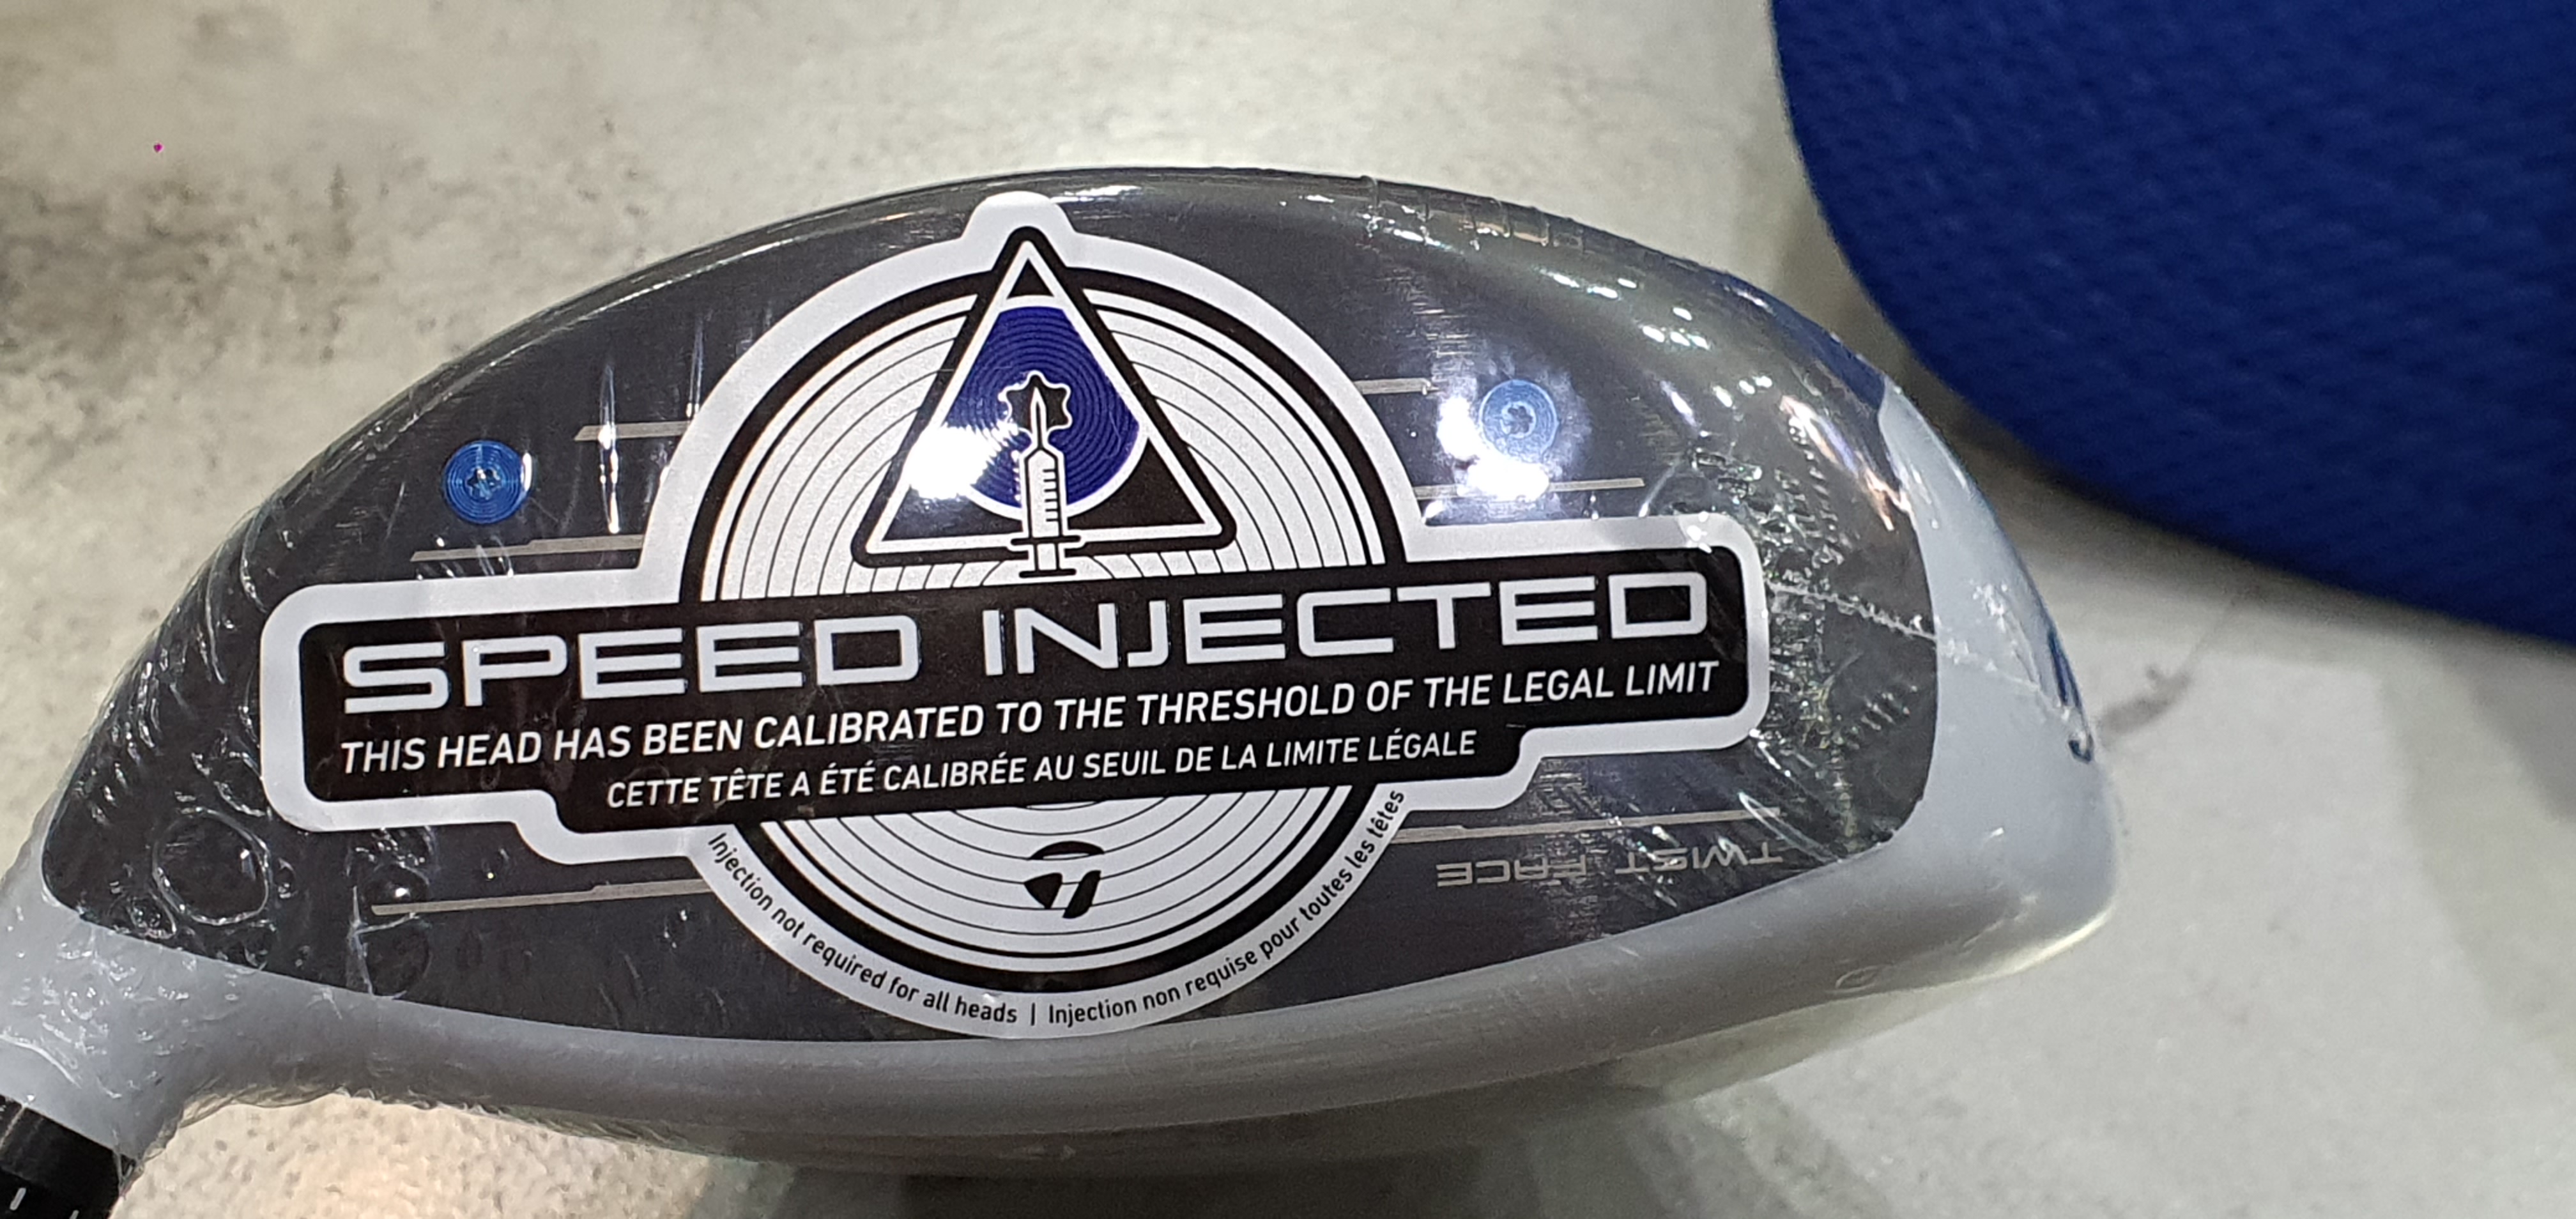 SPEED INJECTED
THIS HEAD HAS BEEN CALIBRATED TO THE THRESHOLD OF THE LEGAL LIMIT
CETTE TÊTE A ÉTÉ CALIBRÉE AU SEUIL DE LA LIMITE LÉGALE
Injection not required for all heads | Injection non requise pour toutes les têtes
TWIST FACE